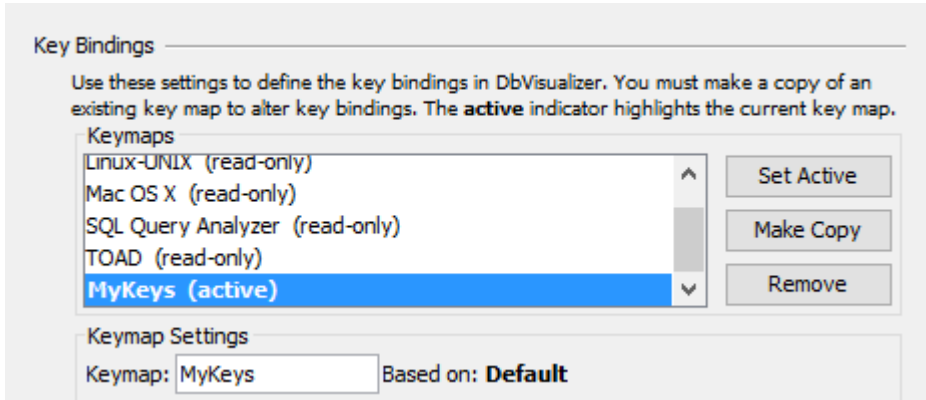 Key Bindings
Use these settings to define the key bindings in DbVisualizer. You must make a copy of an
existing key map to alter key bindings. The active indicator highlights the current key map.
Keymaps
Linux-UNIX (read-only)
Mac OS X (read-only)
SQL Query Analyzer (read-only)
TOAD (read-only)
MyKeys (active)
Set Active
Make Copy
Remove
Keymap Settings
Keymap: MyKeys Based on: Default